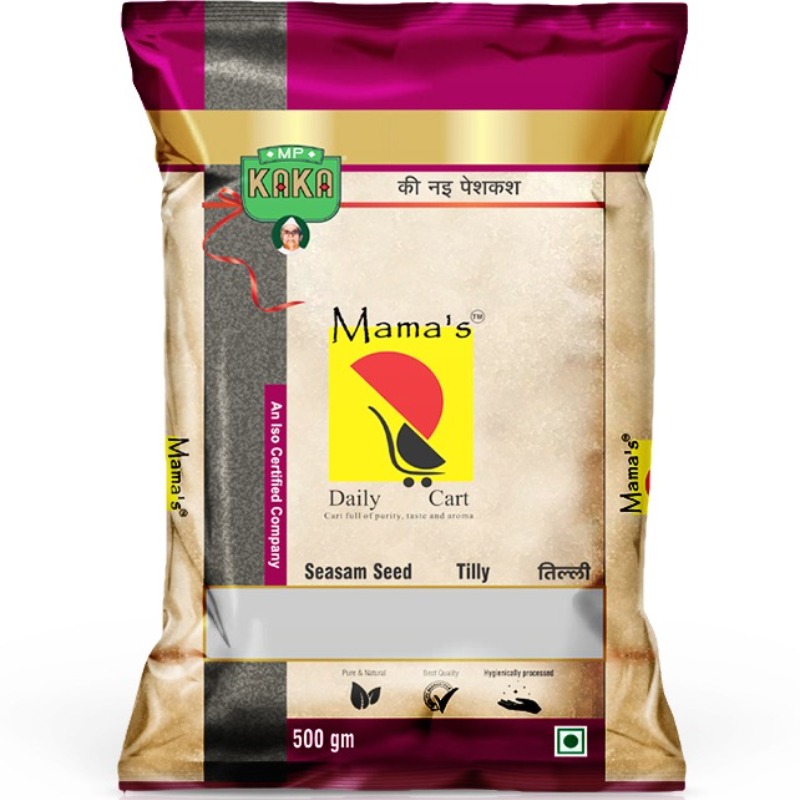 MP
KAKA
की नइ पेशकश
Mama's™
Daily Cart
Cart full of purity, taste and aroma
An Iso Certified Company
Mama's®
Mama's®
Seasam Seed Tilly तिल्ली
Pure & Natural Best Quality Hygienically processed
500 gm